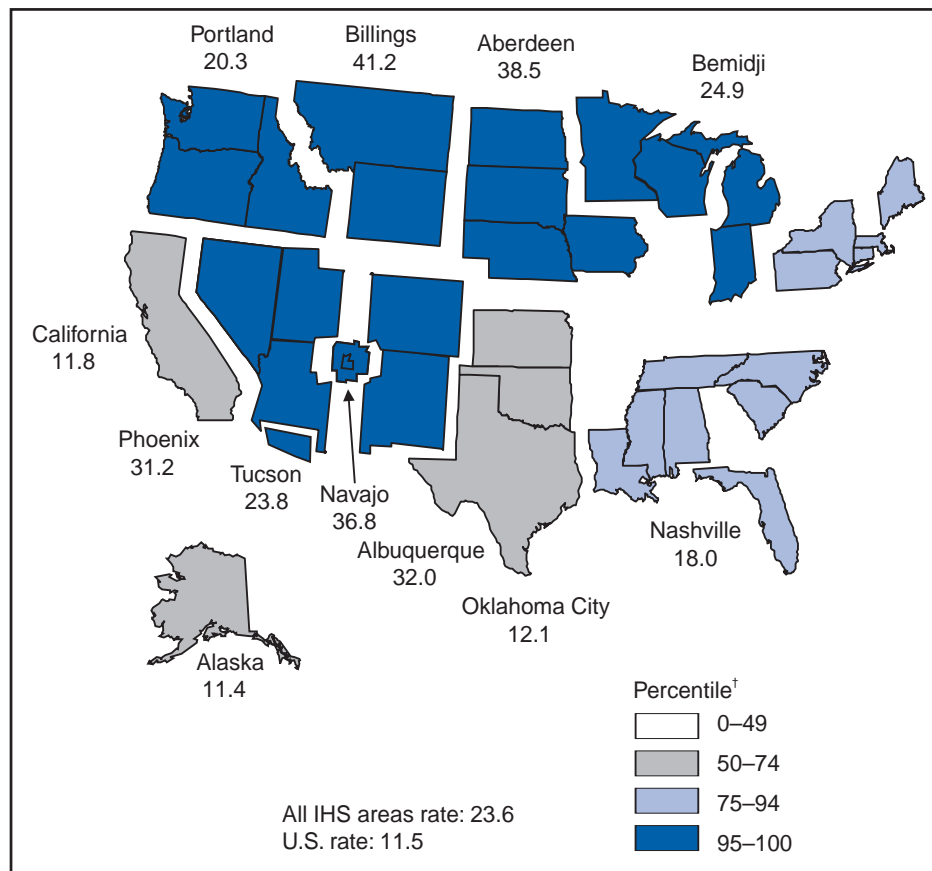 Portland
20.3
Billings
41.2
Aberdeen
38.5
Bemidji
24.9
California
11.8
Phoenix
31.2
Tucson
23.8
Navajo
36.8
Albuquerque
32.0
Oklahoma City
12.1
Nashville
18.0
Alaska
11.4
Percentile†
0–49
50–74
75–94
95–100
All IHS areas rate: 23.6
U.S. rate: 11.5